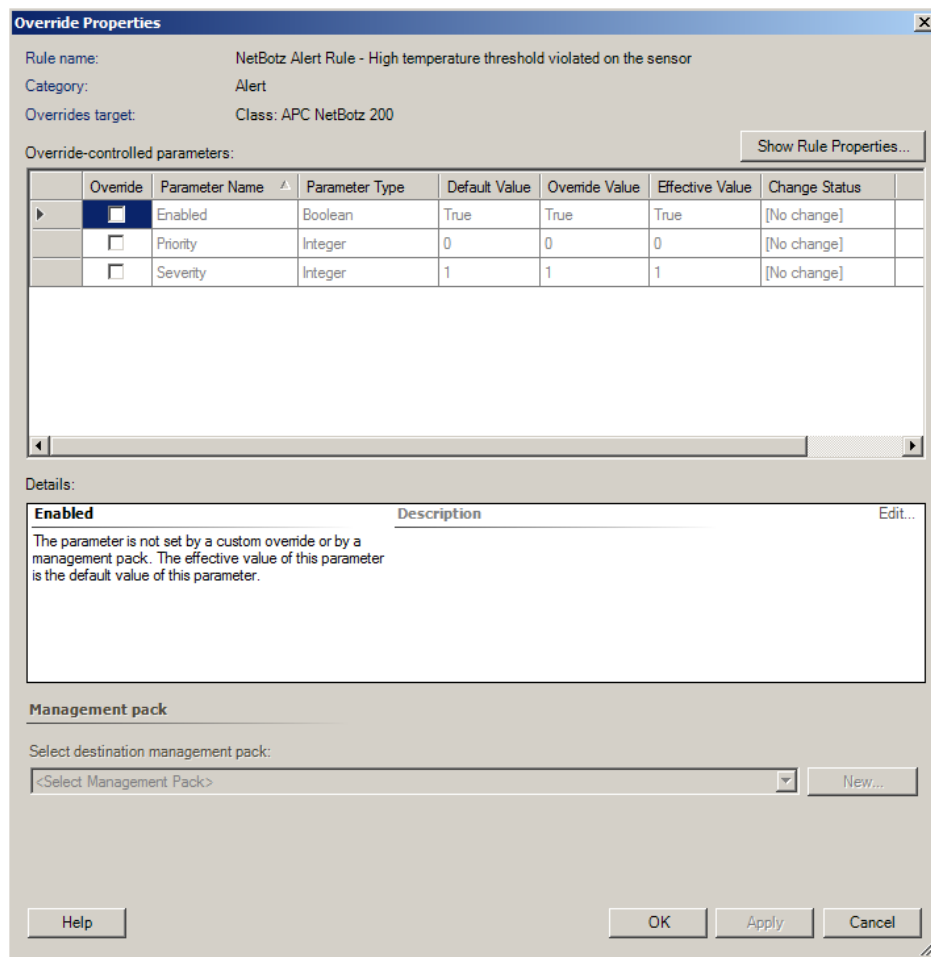 Override Properties
Rule name: NetBotz Alert Rule - High temperature threshold violated on the sensor
Category: Alert
Overrides target: Class: APC NetBotz 200
Override-controlled parameters:
Show Rule Properties...
Override Parameter Name Parameter Type Default Value Override Value Effective Value Change Status
Enabled Boolean True True True [No change]
Priority Integer 0 0 0 [No change]
Severity Integer 1 1 1 [No change]
Details:
Enabled Description Edit...
The parameter is not set by a custom override or by a
management pack. The effective value of this parameter
is the default value of this parameter.
Management pack
Select destination management pack:
<Select Management Pack> New...
Help OK Apply Cancel